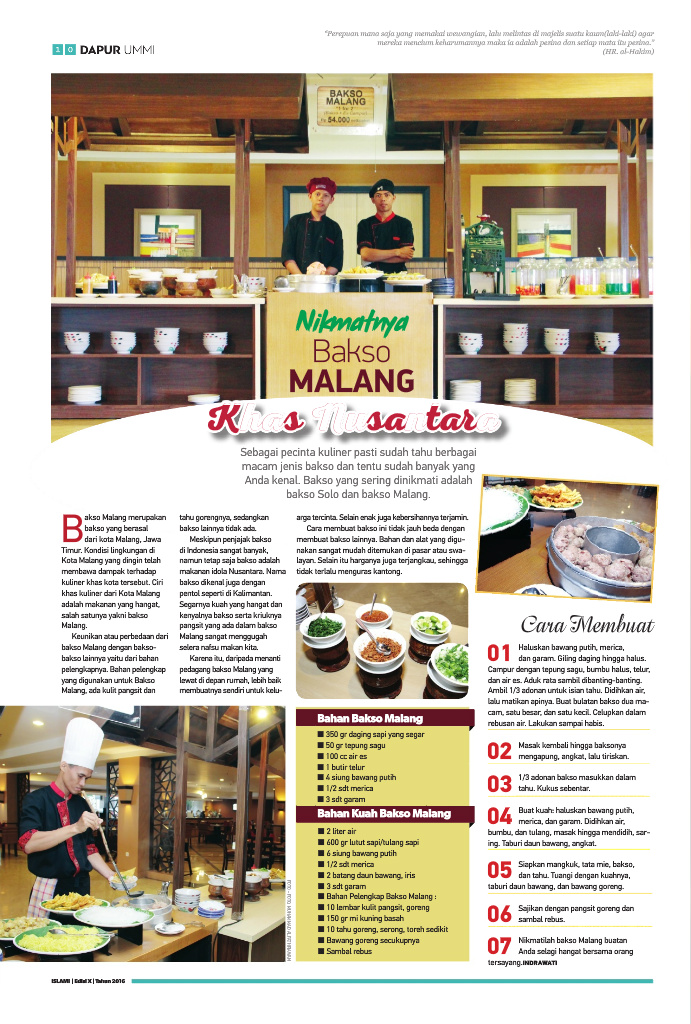 10 DAPUR UMMI
"Perepuan mana saja yang memakai wewangian, lalu melintas di majelis suatu kaum(laki-laki) agar
mereka mencium keharumannya maka ia adalah pezina dan setiap mata itu pezina."
(HR. al-Hakim)
BAKSO
MALANG
54.000
Nikmatnya
Bakso
MALANG
Khas Nusantara
Sebagai pecinta kuliner pasti sudah tahu berbagai
macam jenis bakso dan tentu sudah banyak yang
Anda kenal. Bakso yang sering dinikmati adalah
bakso Solo dan bakso Malang.
Bakso Malang merupakan
bakso yang berasal
dari kota Malang, Jawa
Timur. Kondisi lingkungan di
Kota Malang yang dingin telah
membawa dampak terhadap
kuliner khas kota tersebut. Ciri
khas kuliner dari Kota Malang
adalah makanan yang hangat,
salah satunya yakni bakso
Malang.
Keunikan atau perbedaan dari
bakso Malang dengan bakso-
bakso lainnya yaitu dari bahan
pelengkapnya. Bahan pelengkap
yang digunakan untuk Bakso
Malang, ada kulit pangsit dan
tahu gorengnya, sedangkan
bakso lainnya tidak ada.
Meskipun penjajak bakso
di Indonesia sangat banyak,
namun tetap saja bakso adalah
makanan idola Nusantara. Nama
bakso dikenal juga dengan
pentol seperti di Kalimantan.
Segarnya kuah yang hangat dan
kenyalnya bakso serta kriuknya
pangsit yang ada dalam bakso
Malang sangat menggugah
selera nafsu makan kita.
Karena itu, daripada menanti
pedagang bakso Malang yang
lewat di depan rumah, lebih baik
membuatnya sendiri untuk kelu-
arga tercinta. Selain enak juga kebersihannya terjamin.
Cara membuat bakso ini tidak jauh beda dengan
membuat bakso lainnya. Bahan dan alat yang digu-
nakan sangat mudah ditemukan di pasar atau swa-
layan. Selain itu harganya juga terjangkau, sehingga
tidak terlalu menguras kantong.
Bahan Bakso Malang
■ 350 gr daging sapi yang segar
■ 50 gr tepung sagu
■ 100 cc air es
■ 1 butir telur
■ 4 siung bawang putih
■ 1/2 sdt merica
■ 3 sdt garam
Bahan Kuah Bakso Malang
■ 2 liter air
■ 600 gr lutut sapi/tulang sapi
■ 6 siung bawang putih
■ 1/2 sdt merica
■ 2 batang daun bawang, iris
■ 3 sdt garam
■ Bahan Pelengkap Bakso Malang :
■ 10 lembar kulit pangsit, goreng
■ 150 gr mi kuning basah
■ 10 tahu goreng, serong, toreh sedikit
■ Bawang goreng secukupnya
■ Sambal rebus
Cara Membuat
01 Haluskan bawang putih, merica,
dan garam. Giling daging hingga halus.
Campur dengan tepung sagu, bumbu halus, telur,
dan air es. Aduk rata sambil dibanting-banting.
Ambil 1/3 adonan untuk isian tahu. Didihkan air,
lalu matikan apinya. Buat bulatan bakso dua ma-
cam, satu besar, dan satu kecil. Celupkan dalam
rebusan air. Lakukan sampai habis.
02 Masak kembali hingga baksonya
mengapung, angkat, lalu tiriskan.
03 1/3 adonan bakso masukkan dalam
tahu. Kukus sebentar.
04 Buat kuah: haluskan bawang putih,
merica, dan garam. Didihkan air,
bumbu, dan tulang, masak hingga mendidih, sar-
ing. Taburi daun bawang, angkat.
05 Siapkan mangkuk, tata mie, bakso,
dan tahu. Tuangi dengan kuahnya,
taburi daun bawang, dan bawang goreng.
06 Sajikan dengan pangsit goreng dan
sambal rebus.
07 Nikmatilah bakso Malang buatan
Anda selagi hangat bersama orang
tersayang.INDRAWATI
ISLAMI | Edisi X | Tahun 2016